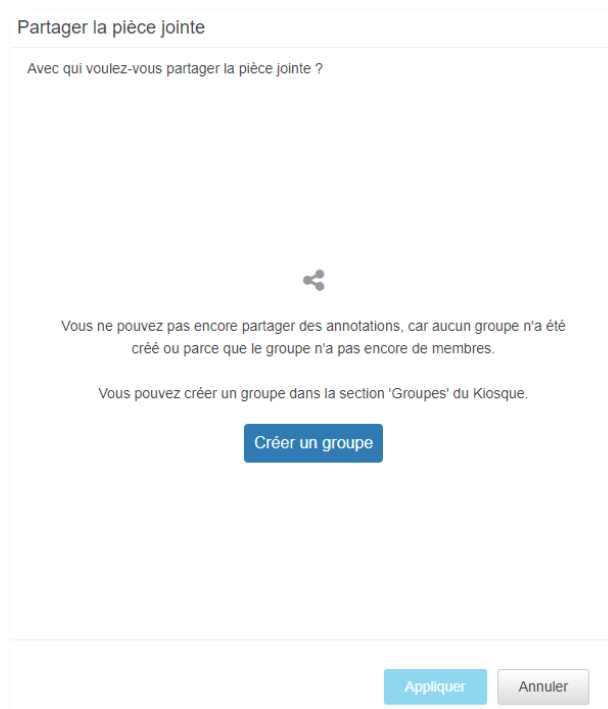 Partager la pièce jointe
Avec qui voulez-vous partager la pièce jointe ?
Vous ne pouvez pas encore partager des annotations, car aucun groupe n'a été
créé ou parce que le groupe n'a pas encore de membres.
Vous pouvez créer un groupe dans la section 'Groupes' du Kiosque.
Créer un groupe
Appliquer
Annuler